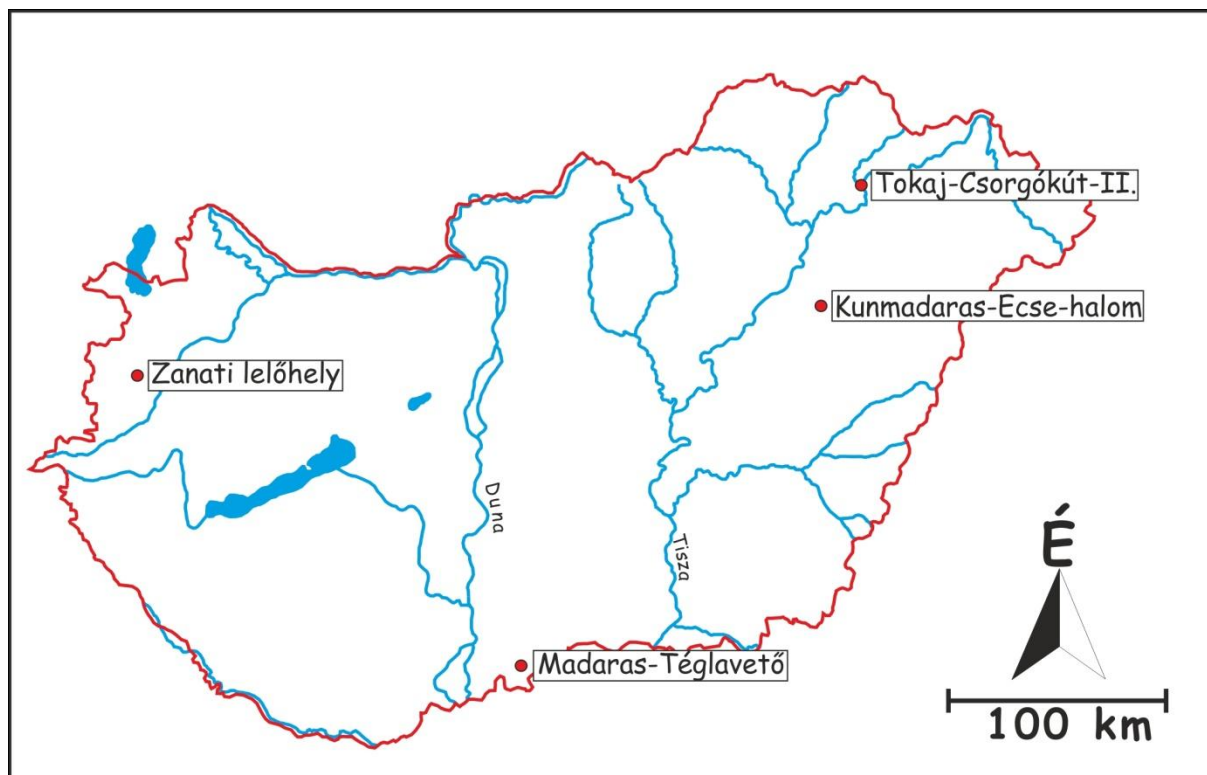 Tokaj-Csorgókút-II.
Kunmadaras-Ecse-halom
Zanati lelőhely
Duna
Tisza
É
Madaras-Téglavető
100 km